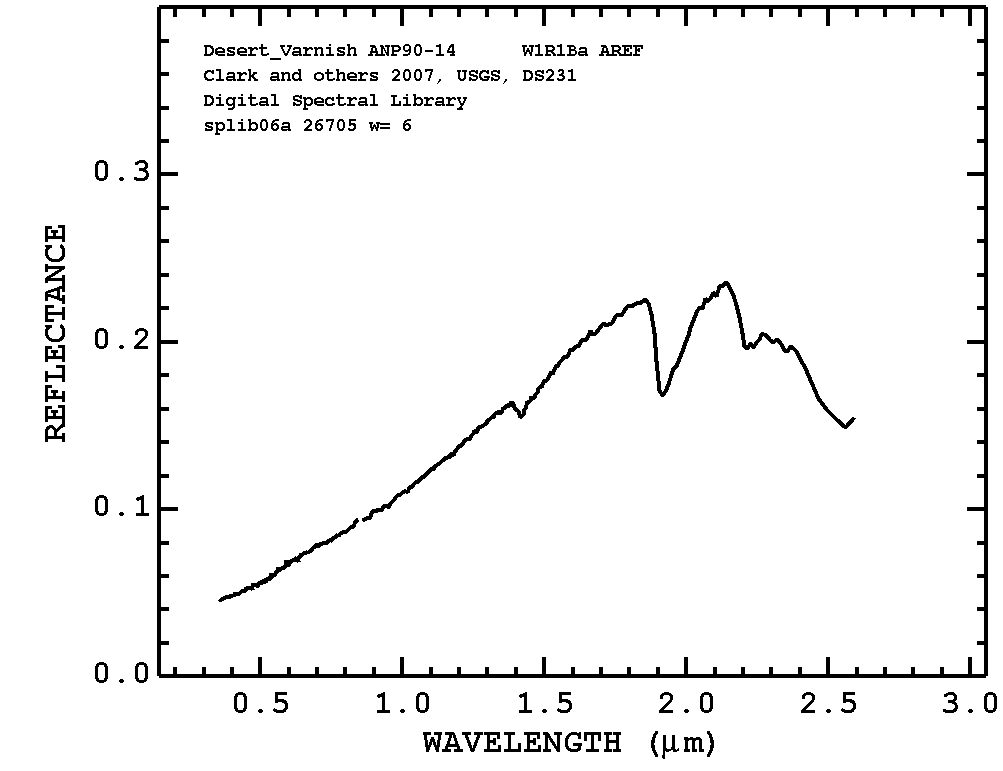 Desert_Varnish ANP90-14 W1R1Ba AREF
Clark and others 2007, USGS, DS231
Digital Spectral Library
splib06a 26705 w= 6
0.3
0.2
0.1
0.0
REFLECTANCE
0.5 1.0 1.5 2.0 2.5 3.0
WAVELENGTH (μm)